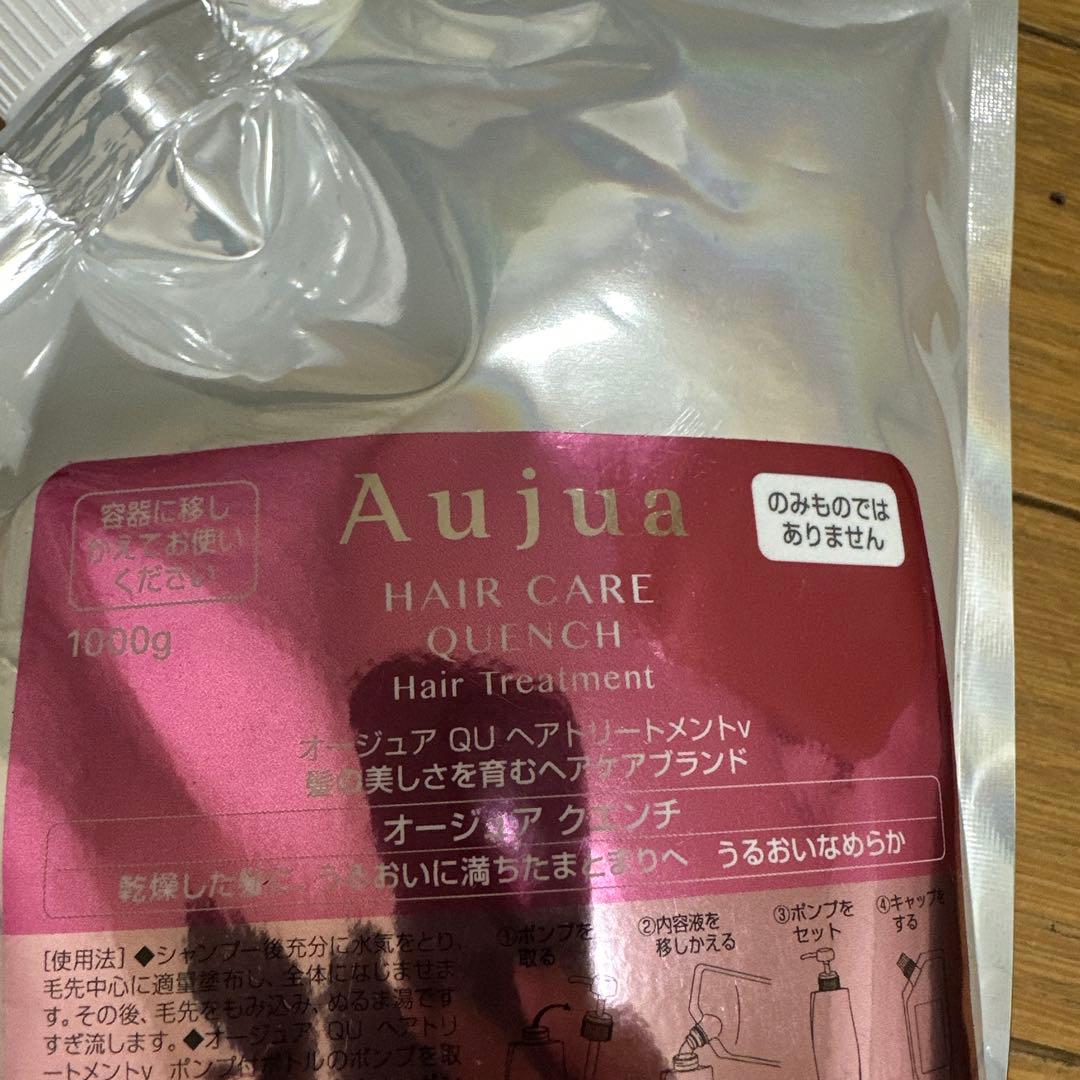 容器に移し
かえてお使い
ください
1000g
Aujua
のみものでは
ありません
HAIR CARE
QUENCH
Hair Treatment
オージュア QU ヘアトリートメントv
髪の美しさを育むヘアケアブランド
オージュア クエンチ
乾燥した髪に、うるおいに満ちたまとまりへ うるおいなめらか
[使用法] ◆シャンプー後充分に水気をとり、
毛先中心に適量塗布し、全体になじませま
す。その後、毛先をもみ込み、ぬるま湯です
すぎ流します。◆オージュア QU ヘアトリ
ートメントv ポンプ付ボトルのポンプを取
①ポンプを
取る
②内容液を
移しかえる
③ポンプを
セット
④キャップを
する